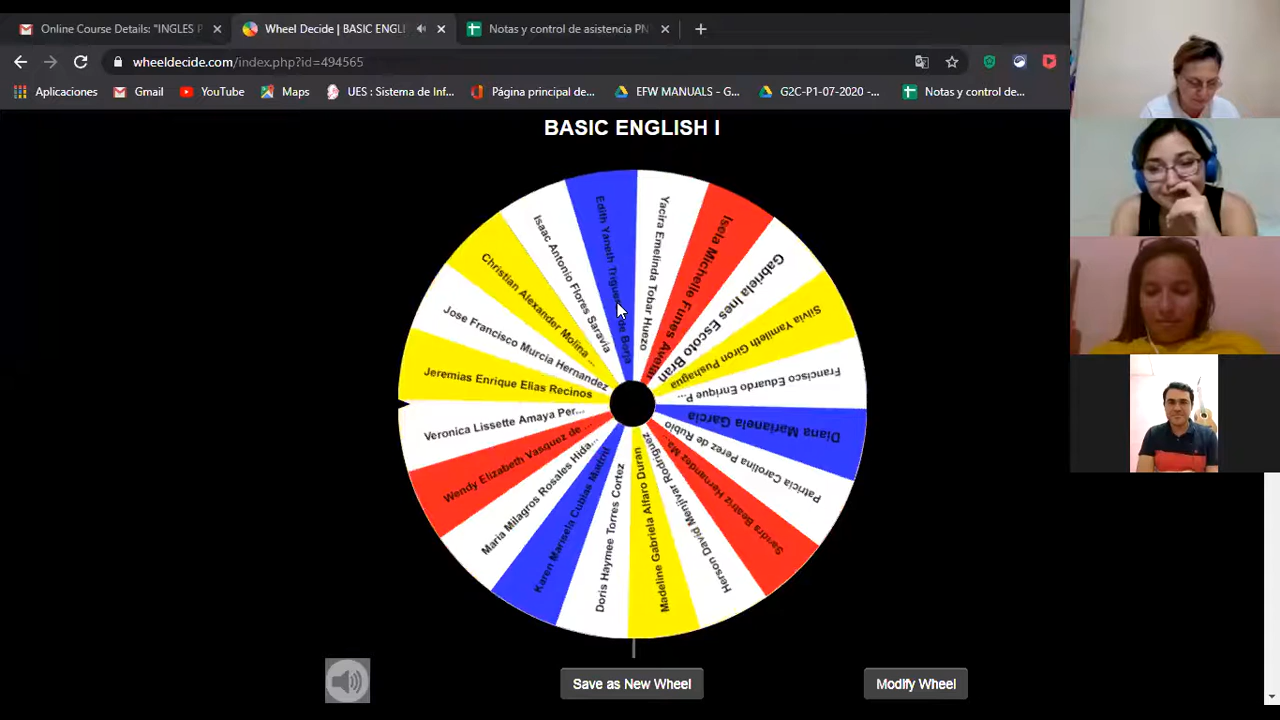 Online Course Details: "INGLES P
Wheel Decide | BASIC ENGLI
Notas y control de asistencia PN
wheeldecide.com/index.php?id=494565
Aplicaciones
Gmail
YouTube
Maps
UES : Sistema de Inf...
Página principal de...
EFW MANUALS - G...
G2C-P1-07-2020 -...
Notas y control de...
BASIC ENGLISH I
Edith Yaneth Trigueros de Borja
Yacira Emelinda Tobar Huezo
Isela Michelle Funes Avelar
Gabriela Ines Escoto Bran
Silvia Yamileth Giron Pushagua
Francisco Eduardo Enrique P...
Diana Marianela Garcia
Patricia Carolina Perez de Rubio
Sandra Beatriz Hernandez Ma...
Herson David Menjivar Rodriguez
Madeline Gabriela Alfaro Duran
Doris Haymee Torres Cortez
Karen Marisela Cubias
Maria Milagros Rosales Hida...
Wendy Elizabeth Vasquez de ...
Veronica Lissette Amaya Per...
Jeremias Enrique Elias Recinos
Jose Francisco Murcia Hernandez
Christian Alexander Molina ...
Isaac Antonio Flores Saravia
Save as New Wheel
Modify Wheel